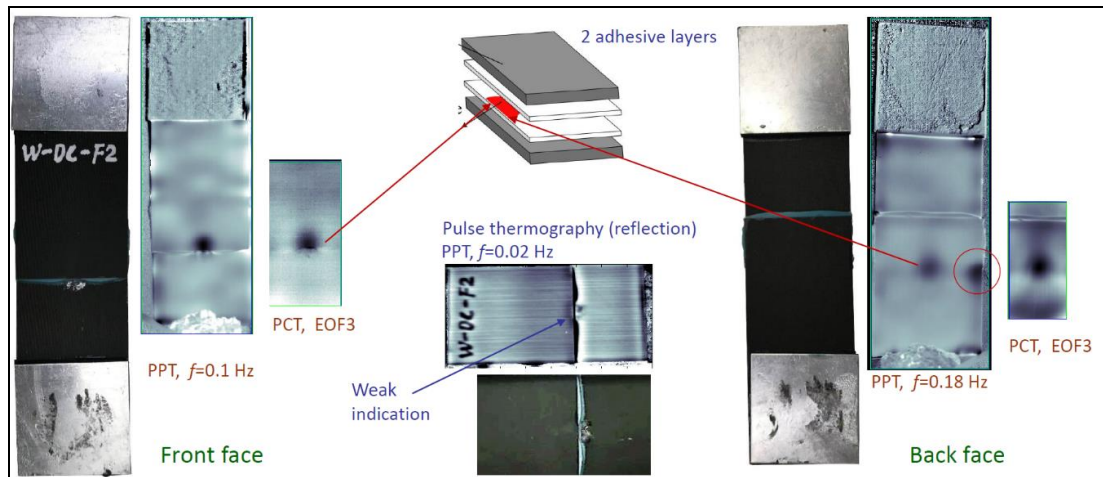 2 adhesive layers
W-DC-F2
Pulse thermography (reflection)
PPT, f=0.02 Hz
W-DC-F2
PCT, EOF3
PPT, f=0.1 Hz
Weak
indication
Front face
PCT, EOF3
PPT, f=0.18 Hz
Back face